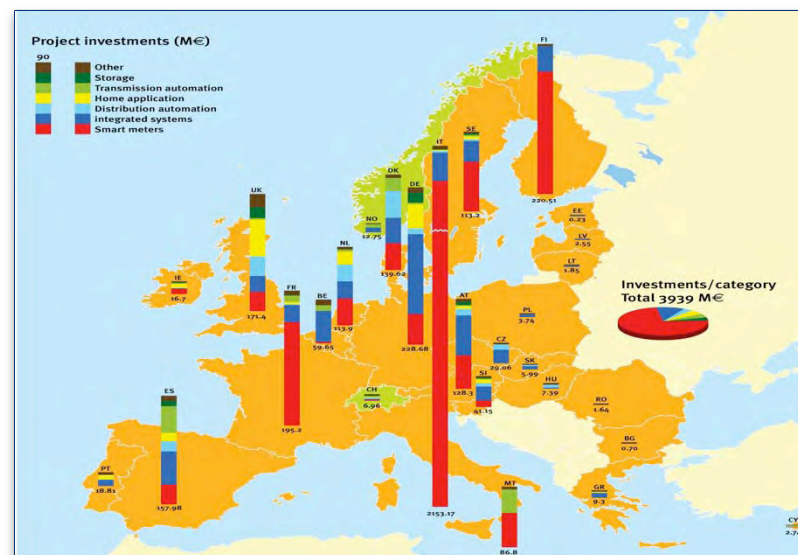 Project investments (M€)
90
Other
Storage
Transmission automation
Home application
Distribution automation
integrated systems
Smart meters
FI
220.51
SE
113.2
IT
2153.17
DK
139.62
DE
228.68
NO
12.75
UK
171.4
NL
113.9
EE
0.23
LV
2.55
LT
1.85
IE
16.7
FR
195.2
BE
59.65
Investments/category
Total 3939 M€
AT
128.3
PL
3.74
CZ
29.06
SK
5.99
SI
41.15
HU
7.39
CH
6.96
RO
1.64
ES
157.98
BG
0.70
PT
18.81
GR
9.3
MT
86.8
CY